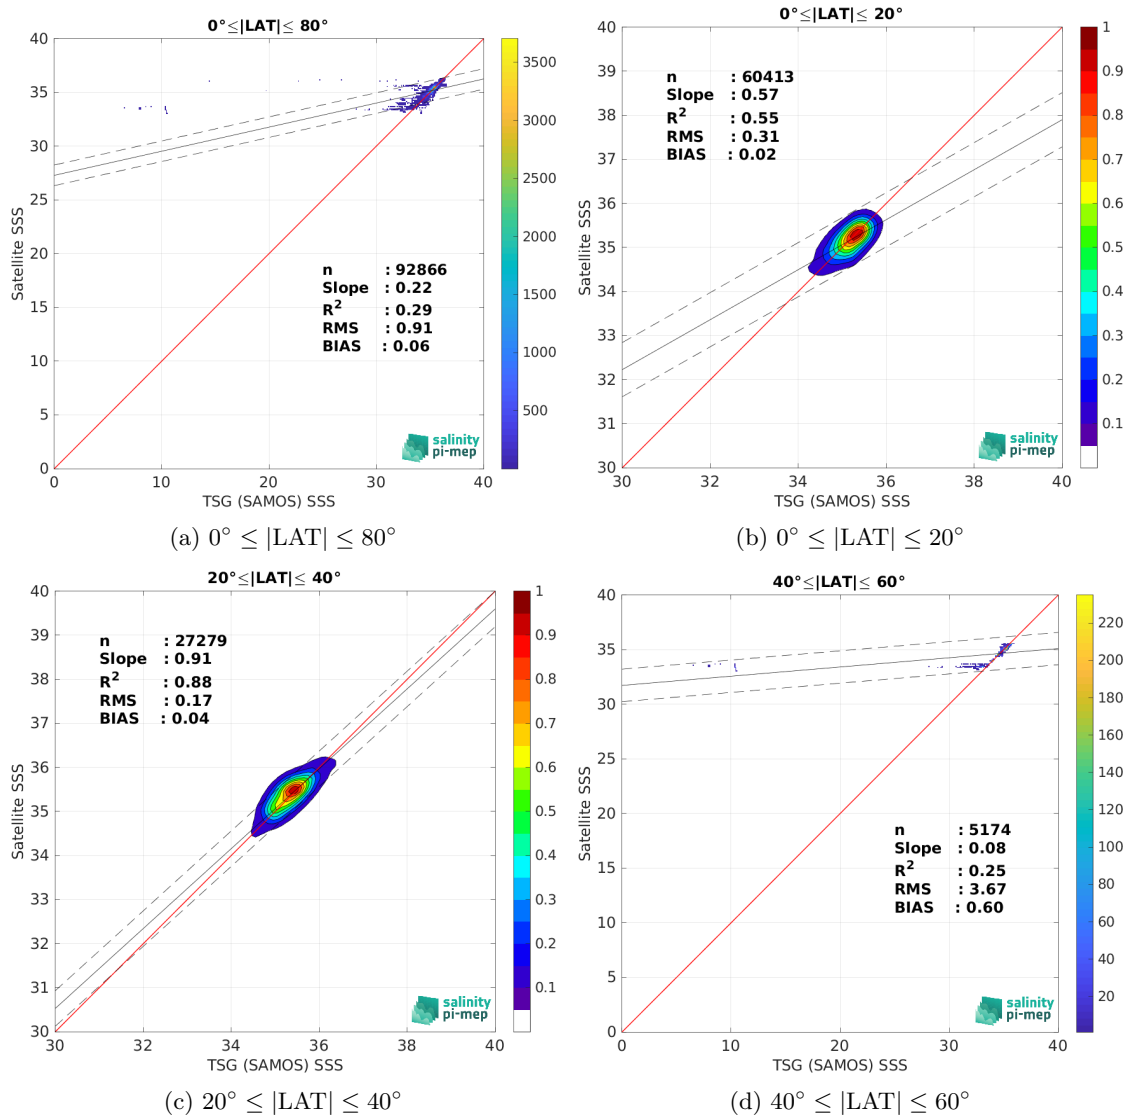 0°≤|LAT|≤ 80°
40
35
30
25
20
15
10
5
0
Satellite SSS
n : 92866
Slope : 0.22
R² : 0.29
RMS : 0.91
BIAS : 0.06
salinity
pi-mep
0 10 20 30 40
TSG (SAMOS) SSS
3500
3000
2500
2000
1500
1000
500
(a) 0° ≤ |LAT| ≤ 80°
0°≤|LAT|≤ 20°
40
39
38
37
36
35
34
33
32
31
30
Satellite SSS
n : 60413
Slope : 0.57
R² : 0.55
RMS : 0.31
BIAS : 0.02
salinity
pi-mep
30 32 34 36 38 40
TSG (SAMOS) SSS
1
0.9
0.8
0.7
0.6
0.5
0.4
0.3
0.2
0.1
(b) 0° ≤ |LAT| ≤ 20°
20°≤|LAT|≤ 40°
40
39
38
37
36
35
34
33
32
31
30
Satellite SSS
n : 27279
Slope : 0.91
R² : 0.88
RMS : 0.17
BIAS : 0.04
salinity
pi-mep
30 32 34 36 38 40
TSG (SAMOS) SSS
1
0.9
0.8
0.7
0.6
0.5
0.4
0.3
0.2
0.1
(c) 20° ≤ |LAT| ≤ 40°
40°≤|LAT|≤ 60°
40
35
30
25
20
15
10
5
0
Satellite SSS
n : 5174
Slope : 0.08
R² : 0.25
RMS : 3.67
BIAS : 0.60
salinity
pi-mep
0 10 20 30 40
TSG (SAMOS) SSS
220
200
180
160
140
120
100
80
60
40
20
(d) 40° ≤ |LAT| ≤ 60°